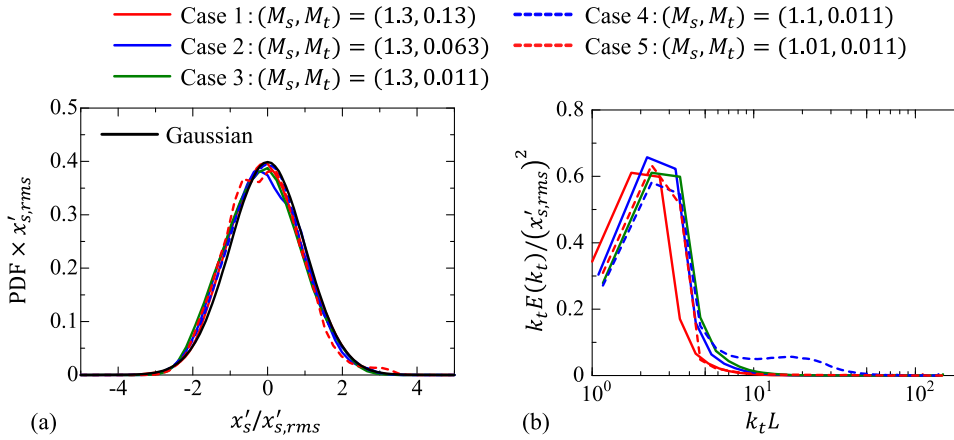 Case 1: (M_s, M_t) = (1.3, 0.13)
Case 2: (M_s, M_t) = (1.3, 0.063)
Case 3: (M_s, M_t) = (1.3, 0.011)
Case 4: (M_s, M_t) = (1.1, 0.011)
Case 5: (M_s, M_t) = (1.01, 0.011)
0.5
0.4
0.3
0.2
0.1
0
PDF × x′_{s,rms}
Gaussian
-4 -2 0 2 4
(a)
x′_s/x′_{s,rms}
0.8
0.6
0.4
0.2
0
k_tE(k_t)/(x′_{s,rms})^2
10^0 10^1 10^2
(b)
k_tL